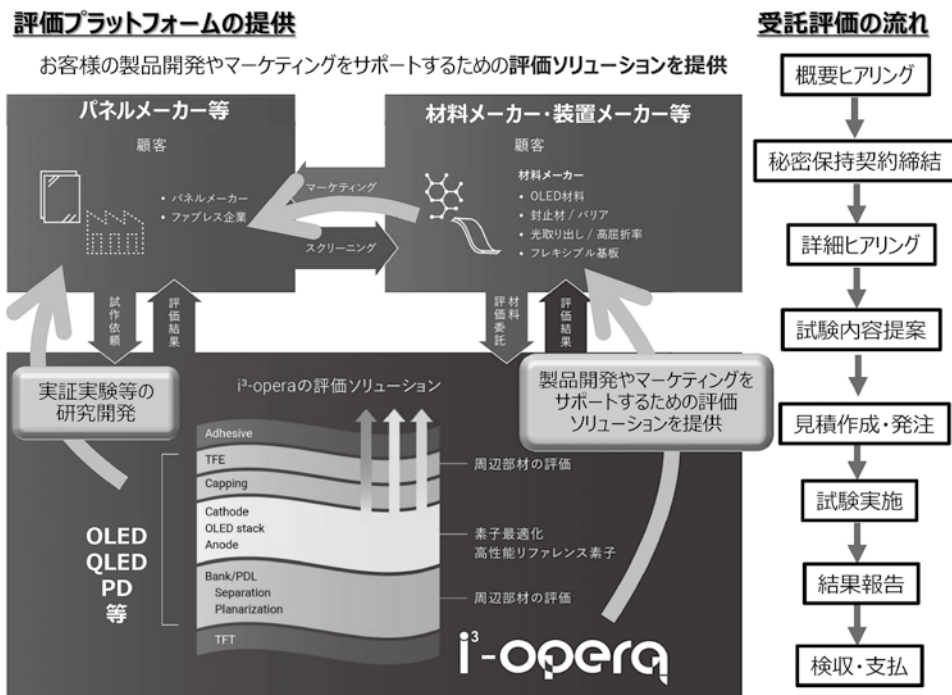 評価プラットフォームの提供
お客様の製品開発やマーケティングをサポートするための評価ソリューションを提供
パネルメーカー等
顧客
• パネルメーカー
• ファブレス企業
マーケティング
スクリーニング
材料メーカー・装置メーカー等
顧客
材料メーカー
• OLED材料
• 封止材 / バリア
• 光取り出し / 高屈折率
• フレキシブル基板
試作依頼
評価結果
材料
評価委託
評価結果
実証実験等の
研究開発
i³-operaの評価ソリューション
製品開発やマーケティングを
サポートするための評価
ソリューションを提供
Adhesive
TFE
Capping
Cathode
OLED stack
Anode
Bank/PDL
Separation
Planarization
TFT
周辺部材の評価
素子最適化
高性能リファレンス素子
周辺部材の評価
OLED
QLED
PD
等
i³-opera
受託評価の流れ
概要ヒアリング
秘密保持契約締結
詳細ヒアリング
試験内容提案
見積作成・発注
試験実施
結果報告
検収・支払